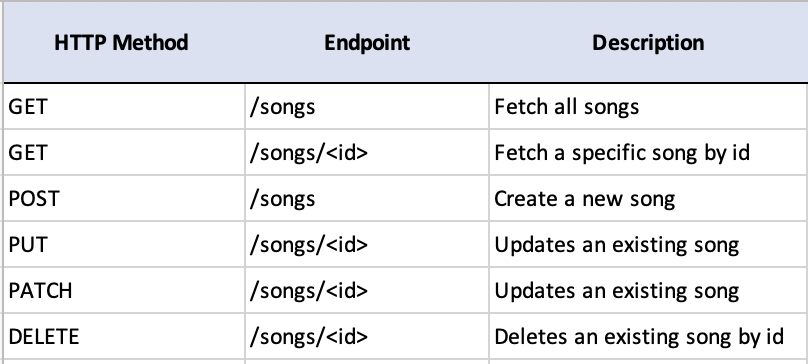 HTTP Method Endpoint Description
GET /songs Fetch all songs
GET /songs/<id> Fetch a specific song by id
POST /songs Create a new song
PUT /songs/<id> Updates an existing song
PATCH /songs/<id> Updates an existing song
DELETE /songs/<id> Deletes an existing song by id